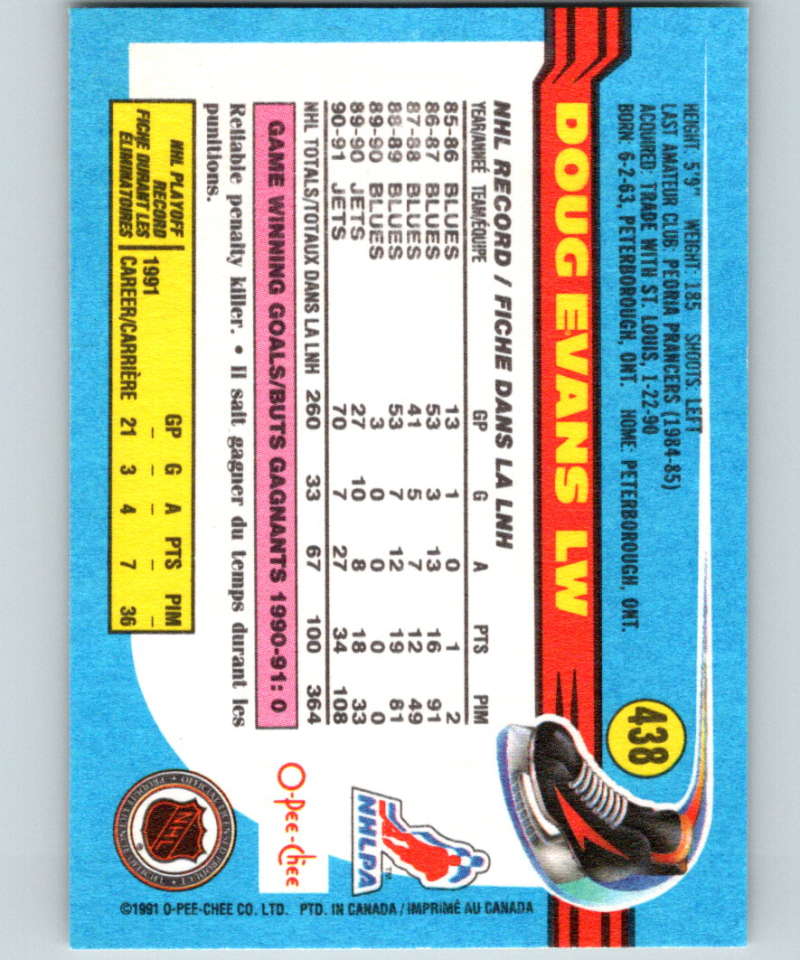 438
HEIGHT: 5'9" WEIGHT: 185 SHOOTS: LEFT
LAST AMATEUR CLUB: PEORIA PRANCERS (1984-85)
ACQUIRED: TRADE WITH ST. LOUIS, 1-22-90
BORN: 6-2-63, PETERBOROUGH, ONT. HOME: PETERBOROUGH, ONT.
DOUG EVANS LW
NHL RECORD / FICHE DANS LA LNH
YEAR/ANNÉE TEAM/ÉQUIPE GP G A PTS PIM
85-86 BLUES 13 1 0 1 2
86-87 BLUES 53 3 13 16 91
87-88 BLUES 41 5 7 12 49
88-89 BLUES 53 7 12 19 81
89-90 BLUES 3 0 0 0 0
89-90 JETS 27 10 8 18 33
90-91 JETS 70 7 27 34 108
NHL TOTALS/TOTAUX DANS LA LNH 260 33 67 100 364
GAME WINNING GOALS/BUTS GAGNANTS 1990-91: 0
Reliable penalty killer. • Il sait gagner du temps durant les
punitions.
NHL PLAYOFF
RECORD
FICHE DURANT LES
ÉLIMINATOIRES
GP G A PTS PIM
1991 – – – – –
CAREER/CARRIÈRE 21 3 4 7 36
NHLPA
TM
O-Pee-Chee
NHL
®
©1991 O-PEE-CHEE CO. LTD. PTD. IN CANADA / IMPRIMÉ AU CANADA